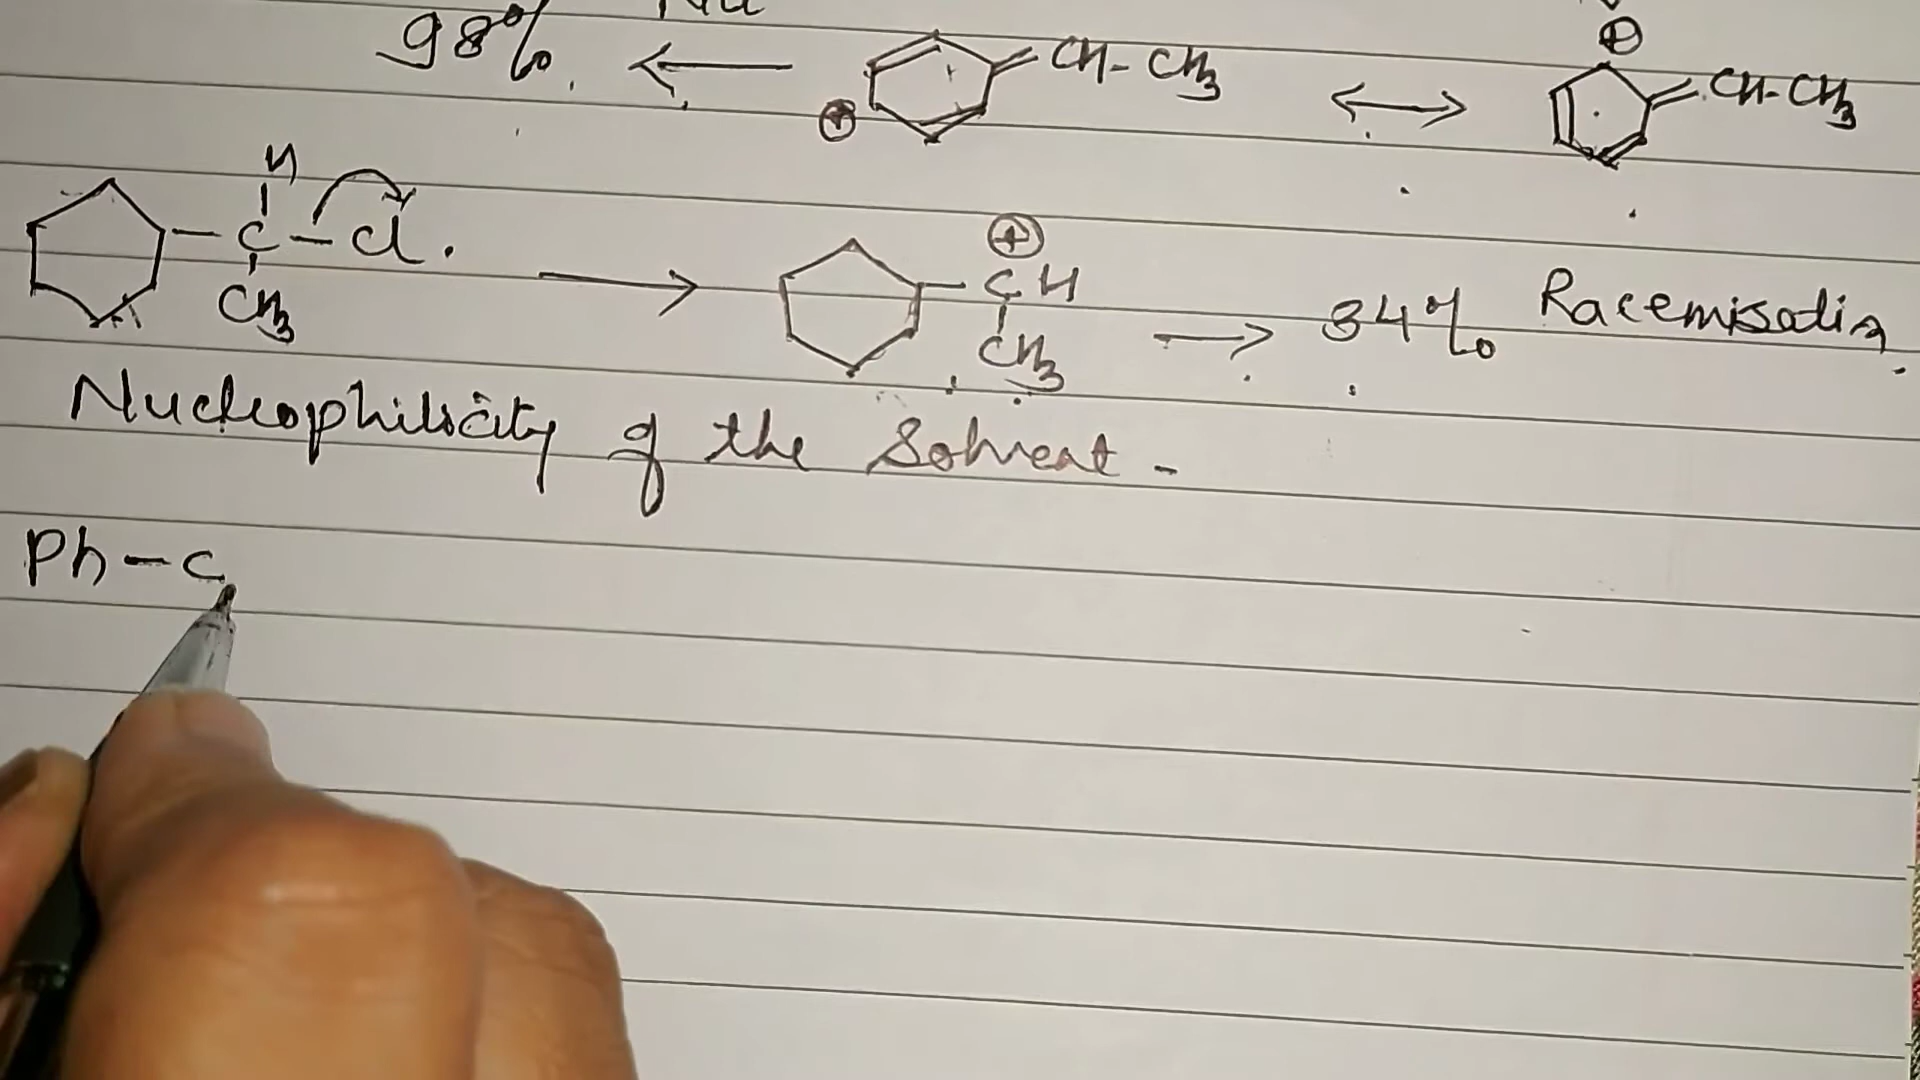 98% ← ⊕ CH-CH3 ↔ ⊕ CH-CH3
H
C - Cl. → ⊕ CH → 34% Racemisation
CH3 CH3
Nucleophilicity of the Solvent -
Ph-C